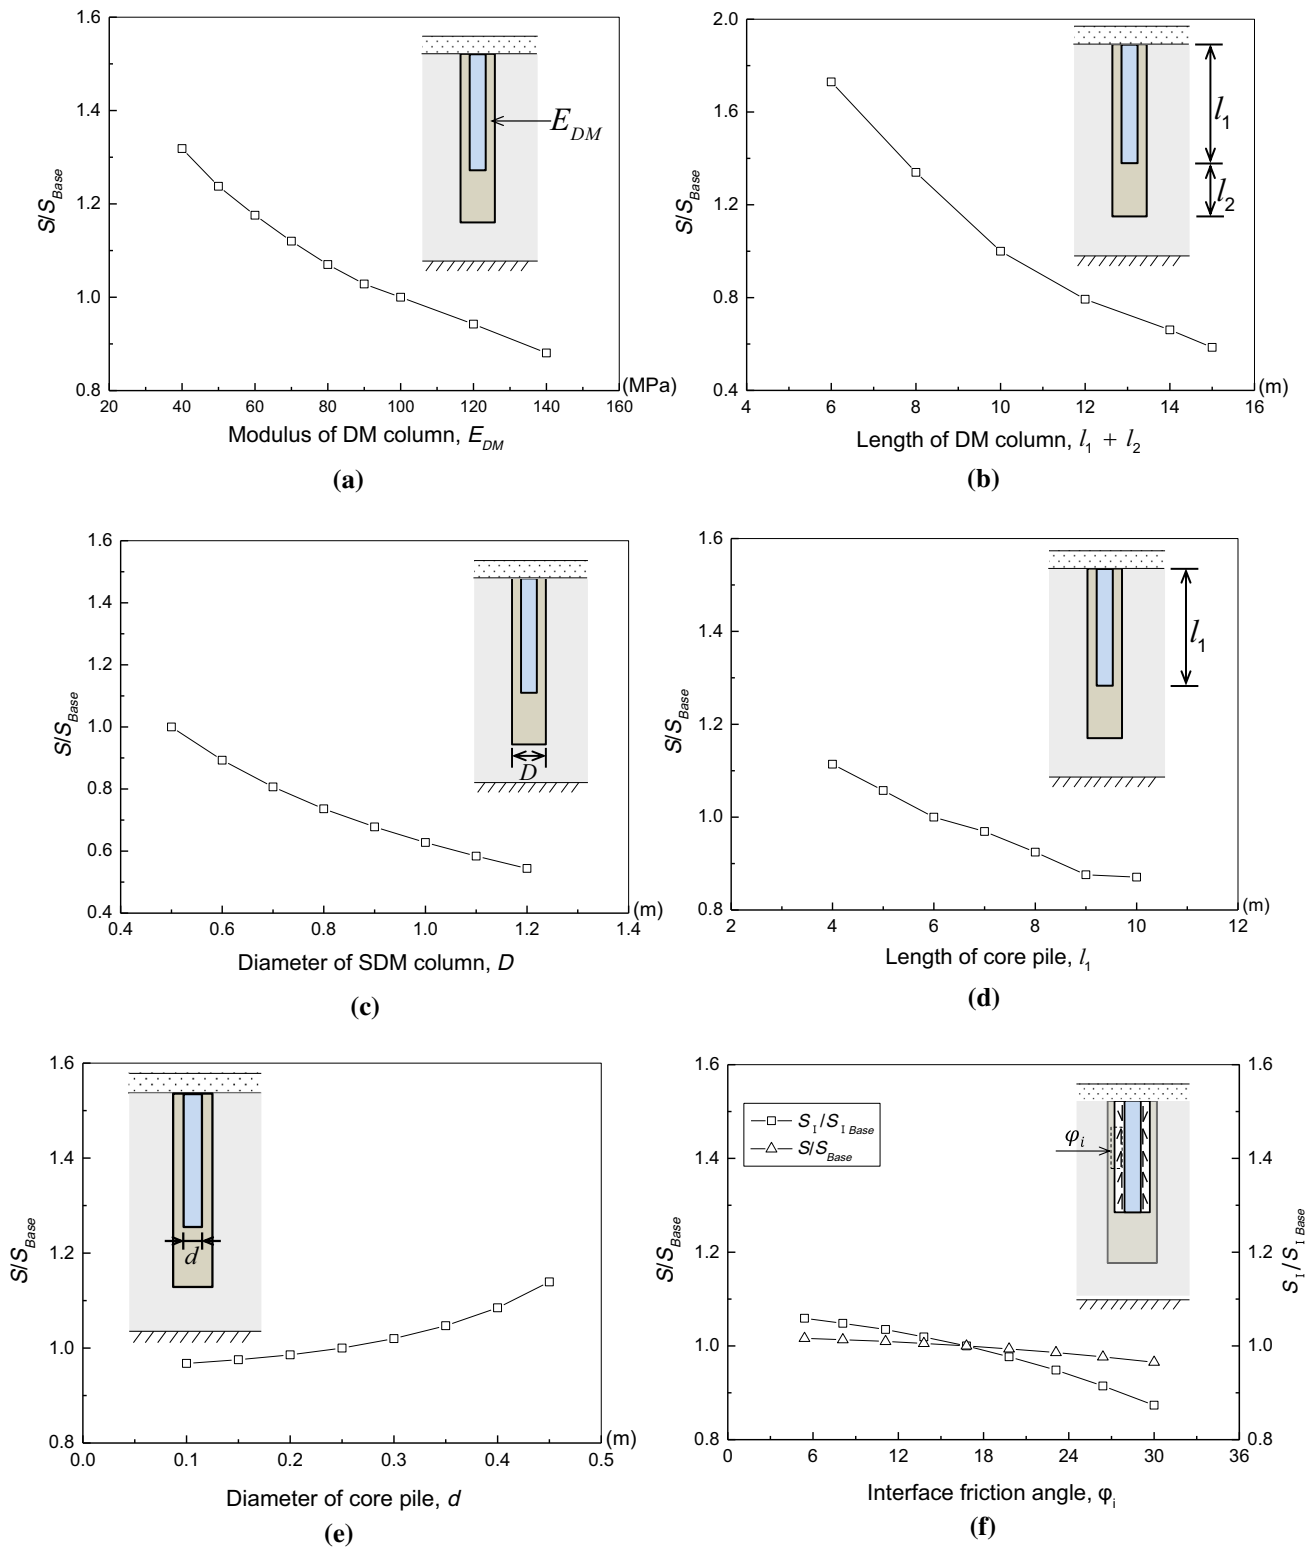 1.6
1.4
1.2
1.0
0.8
S/S_Base
E_DM
20 40 60 80 100 120 140 160 (MPa)
Modulus of DM column, E_DM
(a)
2.0
1.6
1.2
0.8
0.4
S/S_Base
l₁
l₂
4 6 8 10 12 14 16 (m)
Length of DM column, l₁ + l₂
(b)
1.6
1.4
1.2
1.0
0.8
0.6
0.4
S/S_Base
D
0.4 0.6 0.8 1.0 1.2 1.4 (m)
Diameter of SDM column, D
(c)
1.6
1.4
1.2
1.0
0.8
S/S_Base
l₁
2 4 6 8 10 12 (m)
Length of core pile, l₁
(d)
1.6
1.4
1.2
1.0
0.8
S/S_Base
d
0.0 0.1 0.2 0.3 0.4 0.5 (m)
Diameter of core pile, d
(e)
1.6 1.6
1.4 1.4
1.2 1.2
1.0 1.0
0.8 0.8
S/S_Base
S_I/S_I Base
S_I/S_I Base
S/S_Base
φ_i
0 6 12 18 24 30 36
Interface friction angle, φ_i
(f)